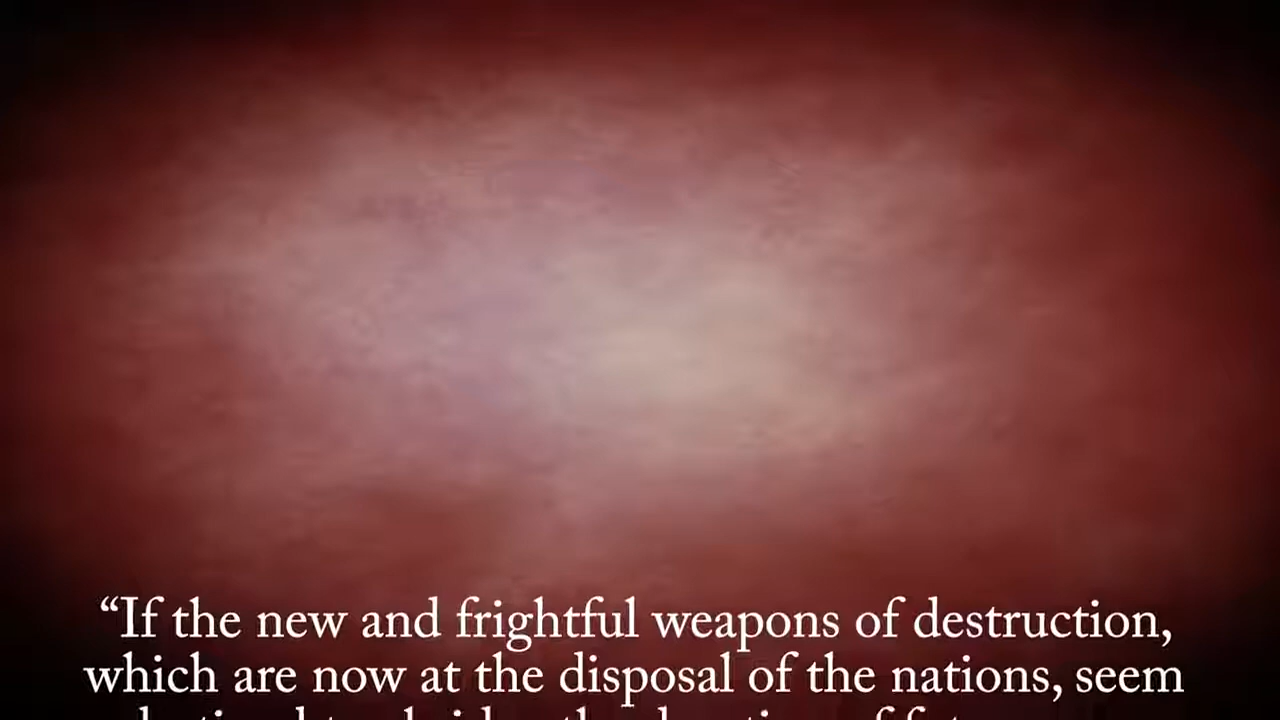 “If the new and frightful weapons of destruction,
which are now at the disposal of the nations, seem